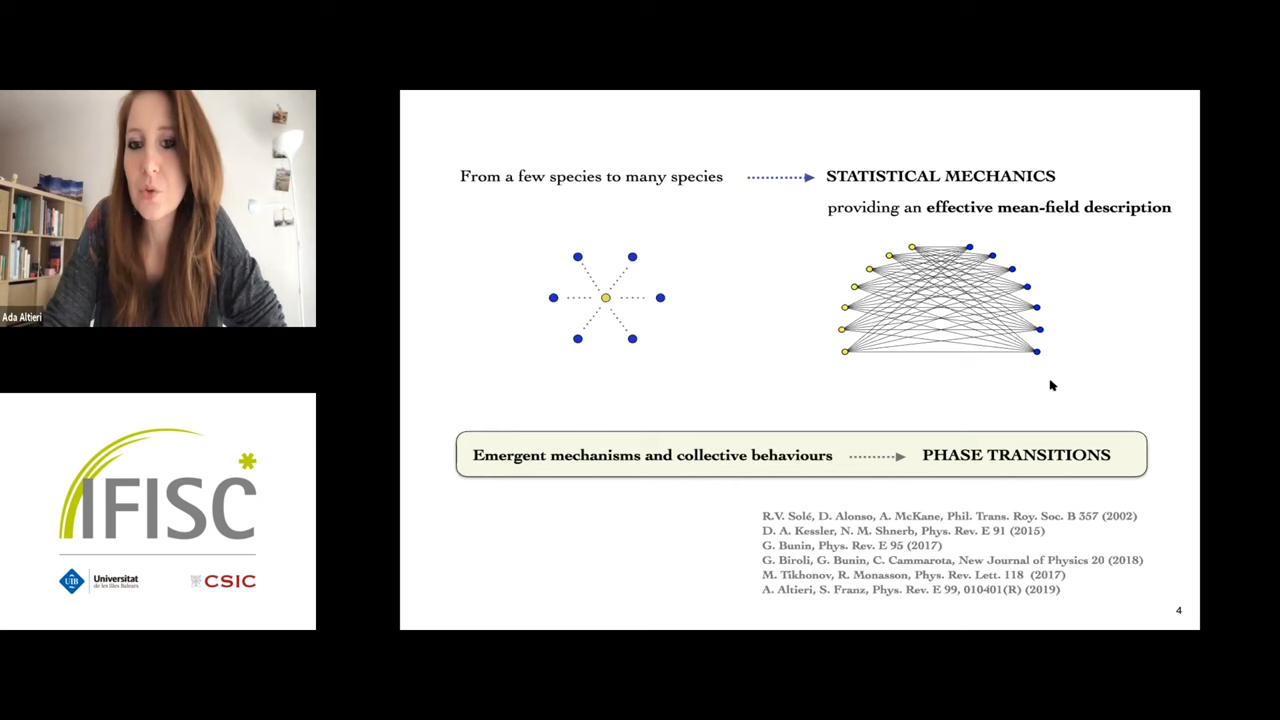 Ada Altieri
From a few species to many species
STATISTICAL MECHANICS
providing an effective mean-field description
Emergent mechanisms and collective behaviours
PHASE TRANSITIONS
R.V. Solé, D. Alonso, A. McKane, Phil. Trans. Roy. Soc. B 357 (2002)
D. A. Kessler, N. M. Shnerb, Phys. Rev. E 91 (2015)
G. Bunin, Phys. Rev. E 95 (2017)
G. Biroli, G. Bunin, C. Cammarota, New Journal of Physics 20 (2018)
M. Tikhonov, R. Monasson, Phys. Rev. Lett. 118 (2017)
A. Altieri, S. Franz, Phys. Rev. E 99, 010401(R) (2019)
4
IFISC
UIB
Universitat
de les Illes Balears
CSIC